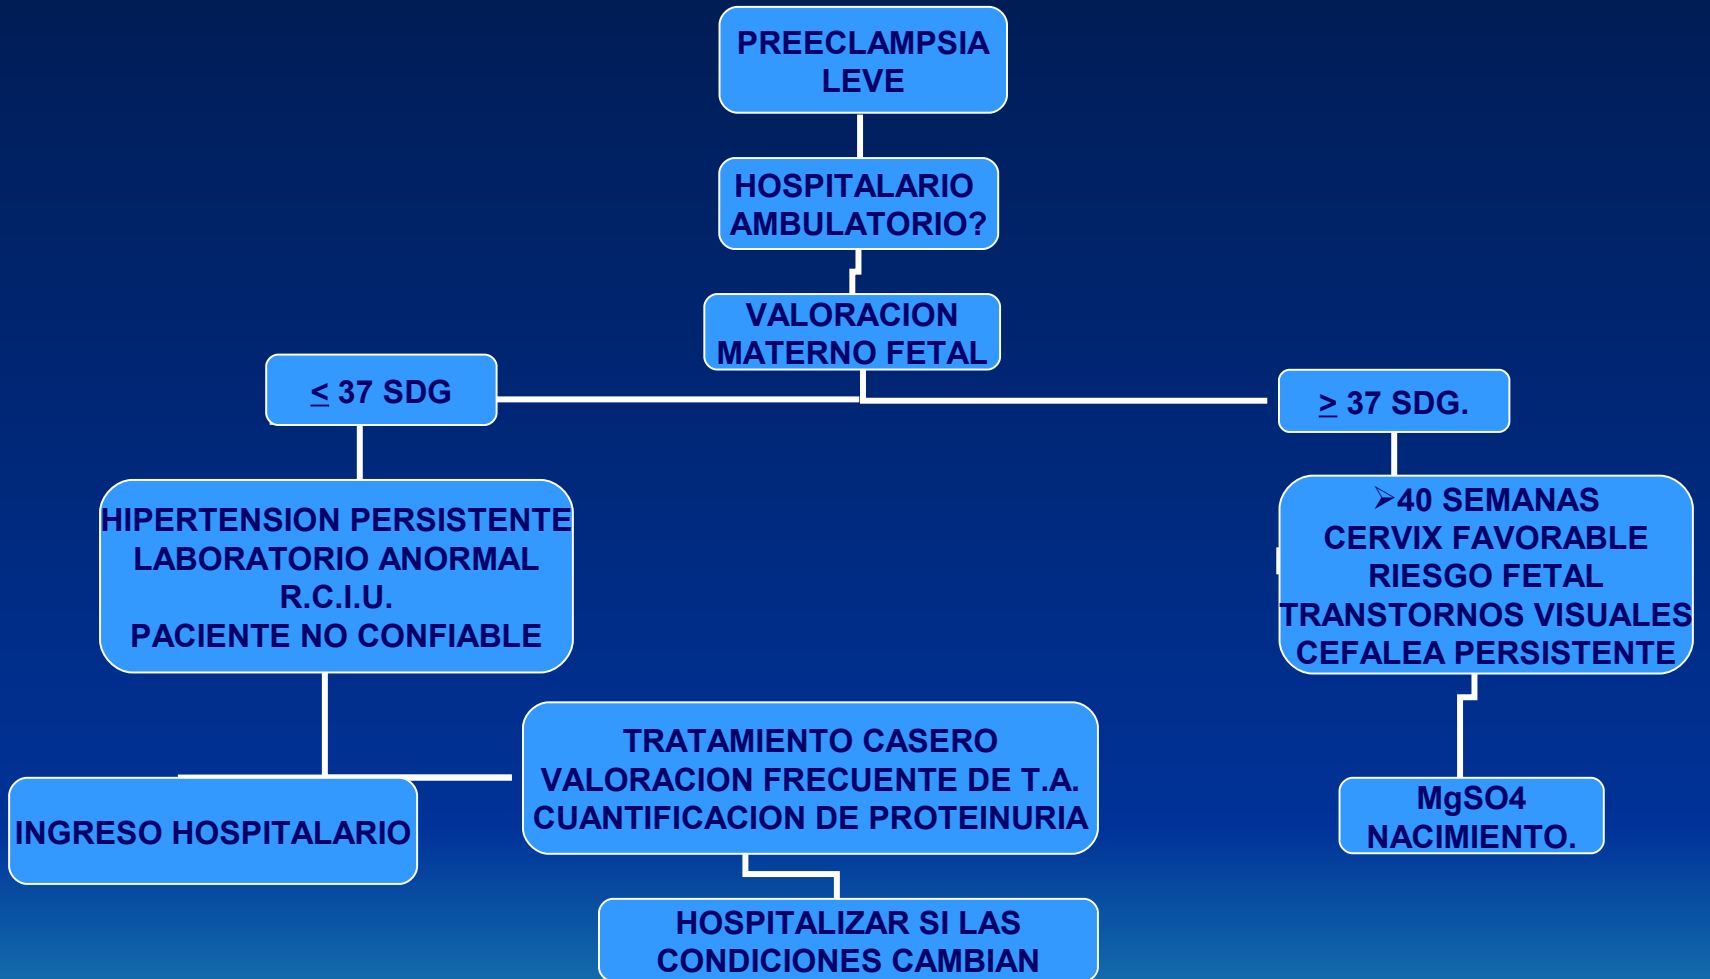 PREECLAMPSIA
LEVE
HOSPITALARIO
AMBULATORIO?
VALORACION
MATERNO FETAL
≤ 37 SDG
≥ 37 SDG.
HIPERTENSION PERSISTENTE
LABORATORIO ANORMAL
R.C.I.U.
PACIENTE NO CONFIABLE
➢40 SEMANAS
CERVIX FAVORABLE
RIESGO FETAL
TRANSTORNOS VISUALES
CEFALEA PERSISTENTE
INGRESO HOSPITALARIO
TRATAMIENTO CASERO
VALORACION FRECUENTE DE T.A.
CUANTIFICACION DE PROTEINURIA
MgSO4
NACIMIENTO.
HOSPITALIZAR SI LAS
CONDICIONES CAMBIAN